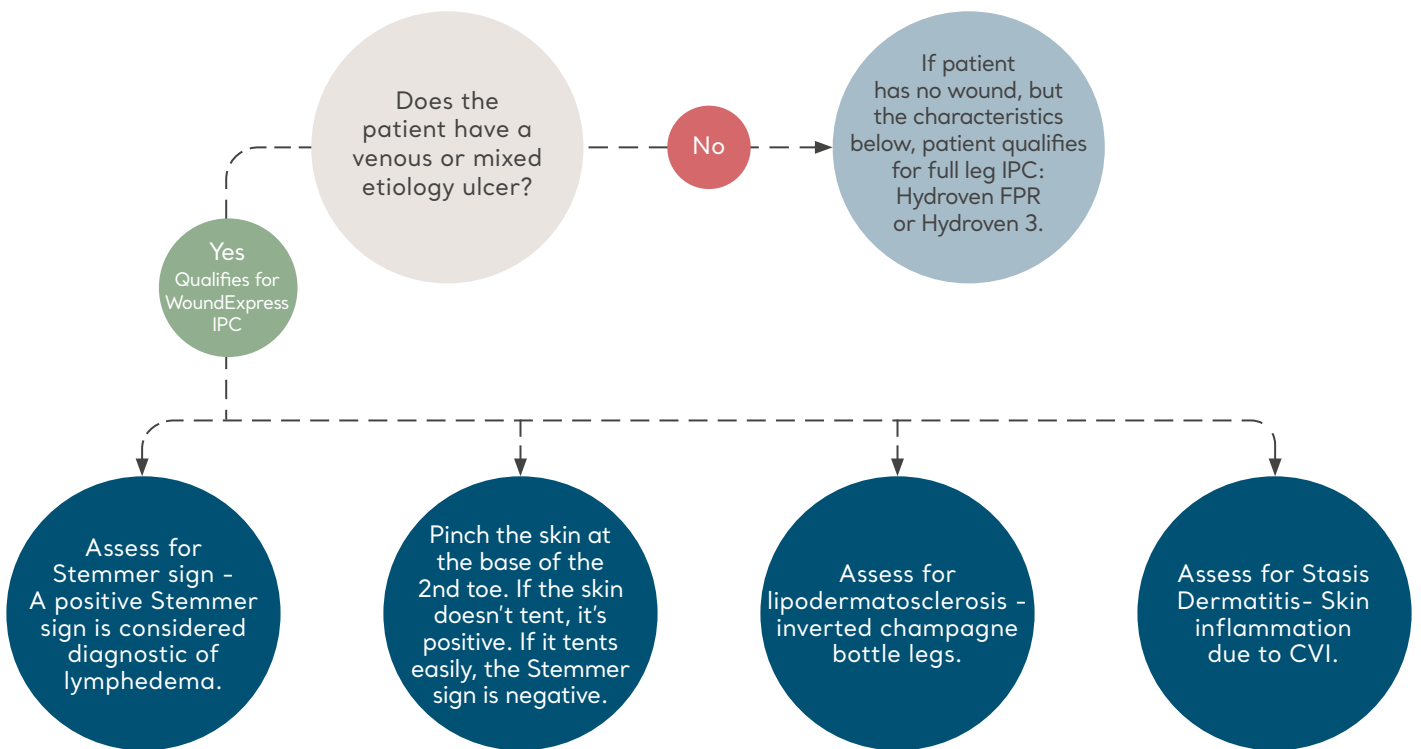 Does the
patient have a
venous or mixed
etiology ulcer?
No
If patient
has no wound, but
the characteristics
below, patient qualifies
for full leg IPC:
Hydroven FPR
or Hydroven 3.
Yes
Qualifies for
WoundExpress
IPC
Assess for
Stemmer sign -
A positive Stemmer
sign is considered
diagnostic of
lymphedema.
Pinch the skin at
the base of the
2nd toe. If the skin
doesn't tent, it's
positive. If it tents
easily, the Stemmer
sign is negative.
Assess for
lipodermatosclerosis -
inverted champagne
bottle legs.
Assess for Stasis
Dermatitis- Skin
inflammation
due to CVI.